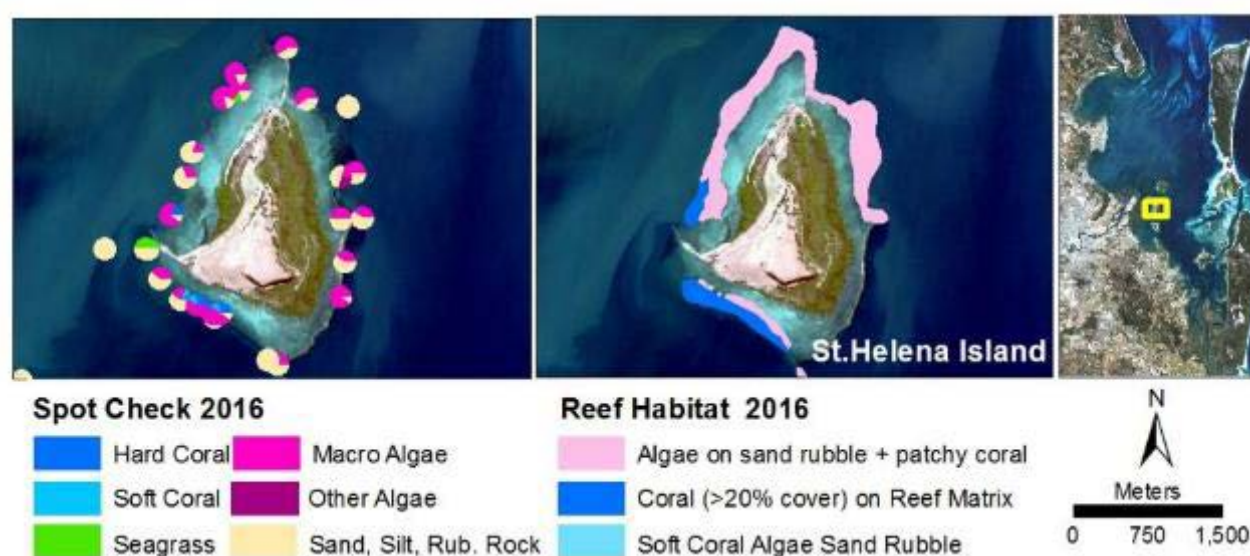 St.Helena Island
Spot Check 2016
Hard Coral
Macro Algae
Soft Coral
Other Algae
Seagrass
Sand, Silt, Rub. Rock
Reef Habitat 2016
Algae on sand rubble + patchy coral
Coral (>20% cover) on Reef Matrix
Soft Coral Algae Sand Rubble
N
Meters
0 750 1,500